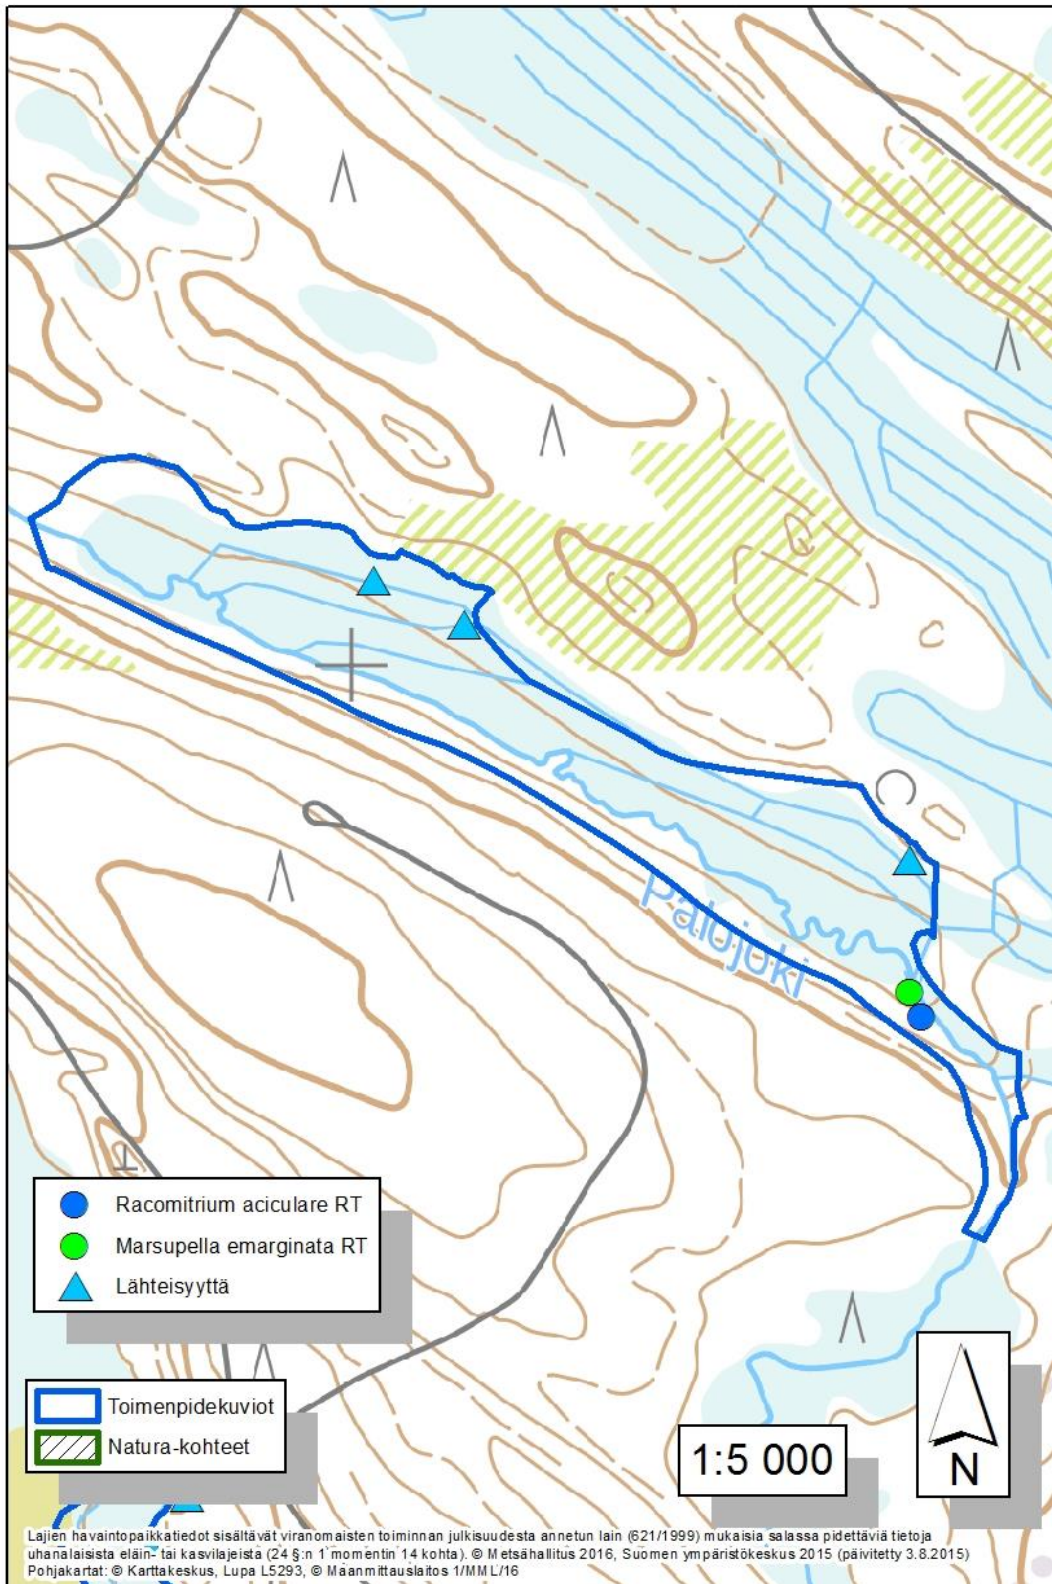 Palojoki
Racomitrium aciculare RT
Marsupella emarginata RT
Lähteisyyttä
Toimenpidekuviot
Natura-kohteet
1:5 000
N
Lajien havaintopaikkatiedot sisältävät viranomaisten toiminnan julkisuudesta annetun lain (621/1999) mukaisia salassa pidettäviä tietoja
uhanalaisista eläin- tai kasvilajeista (24 §:n 1 momentin 14 kohta). © Metsähallitus 2016, Suomen ympäristökeskus 2015 (päivitetty 3.8.2015)
Pohjakartat: © Karttakeskus, Lupa L5293, © Maanmittauslaitos 1/MML/16